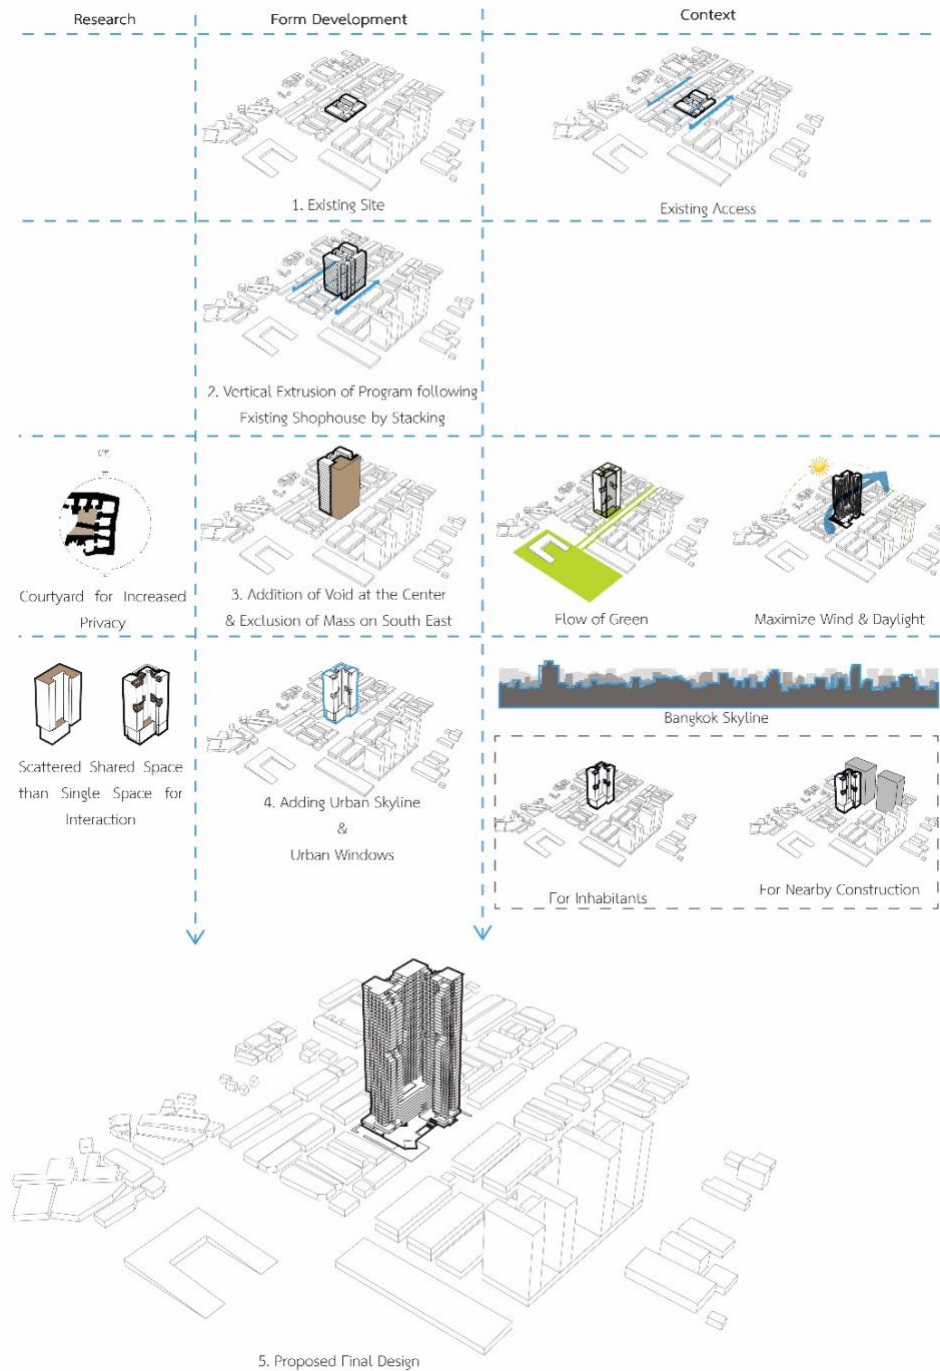 Research
Form Development
Context
1. Existing Site
Existing Access
2. Vertical Extrusion of Program following
Existing Shophouse by Stacking
Courtyard for Increased
Privacy
3. Addition of Void at the Center
& Exclusion of Mass on South East
Flow of Green
Maximize Wind & Daylight
Scattered Shared Space
than Single Space for
Interaction
4. Adding Urban Skyline
&
Urban Windows
Bangkok Skyline
For Inhabitants
For Nearby Construction
5. Proposed Final Design